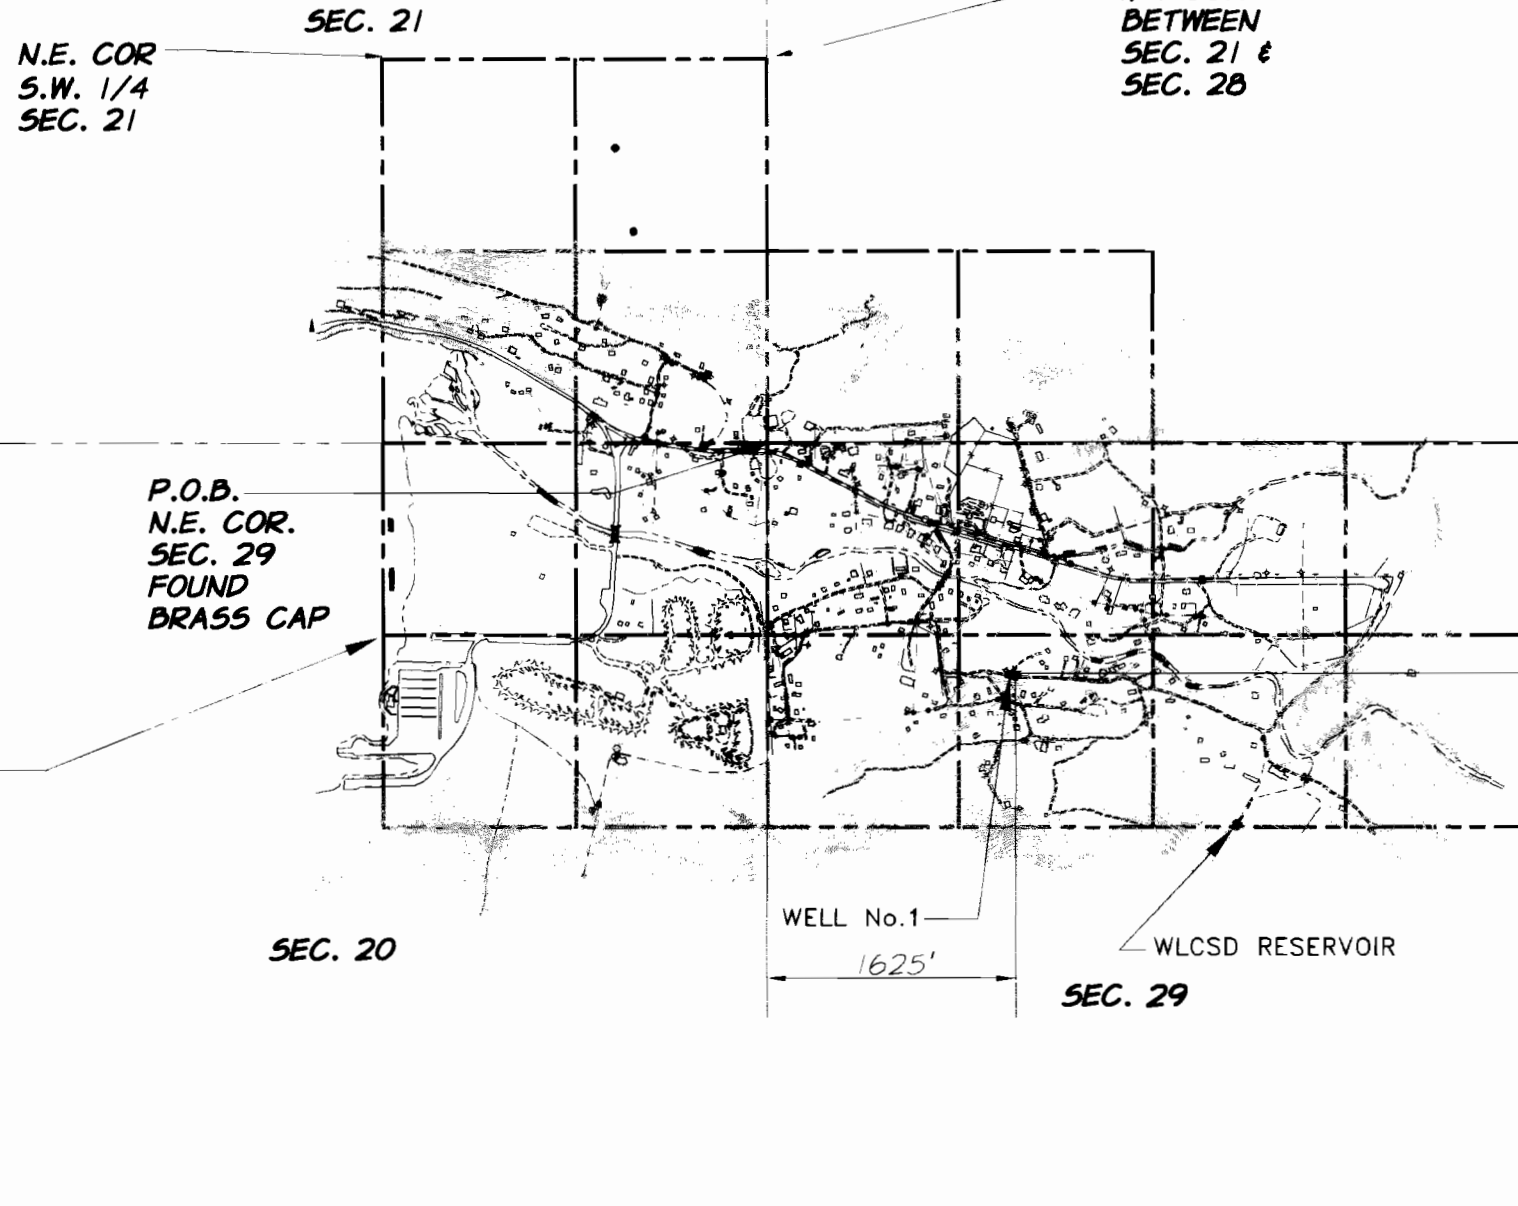 SEC. 21
N.E. COR
S.W. 1/4
SEC. 21
BETWEEN
SEC. 21 &
SEC. 28
P.O.B.
N.E. COR.
SEC. 29
FOUND
BRASS CAP
WELL No.1
1625'
WLCSD RESERVOIR
SEC. 20
SEC. 29